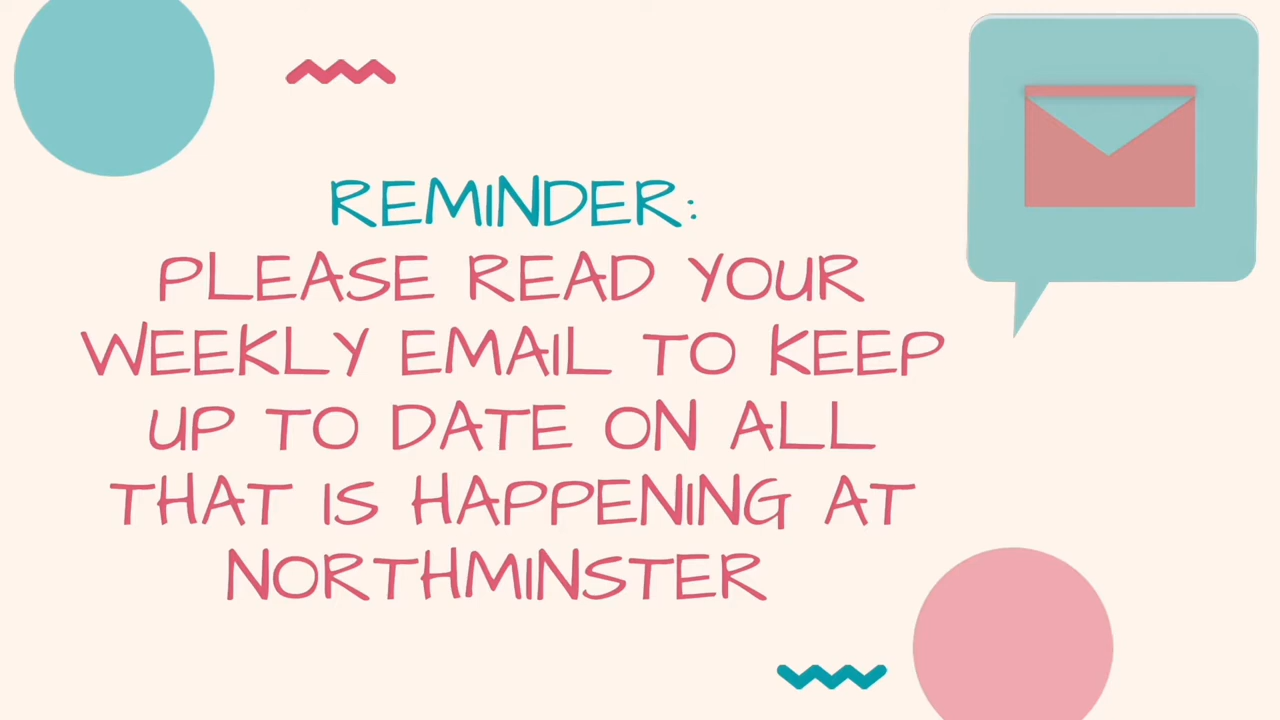 REMINDER:
PLEASE READ YOUR
WEEKLY EMAIL TO KEEP
UP TO DATE ON ALL
THAT IS HAPPENING AT
NORTHMINSTER